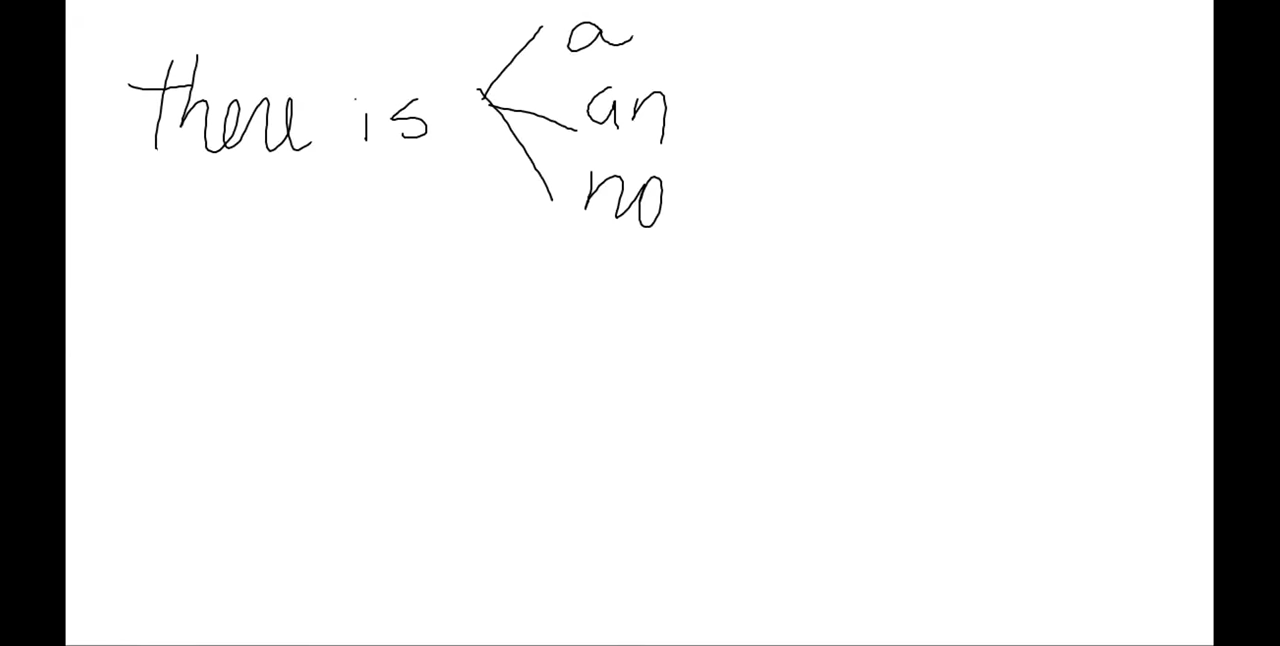 a
there is an
no